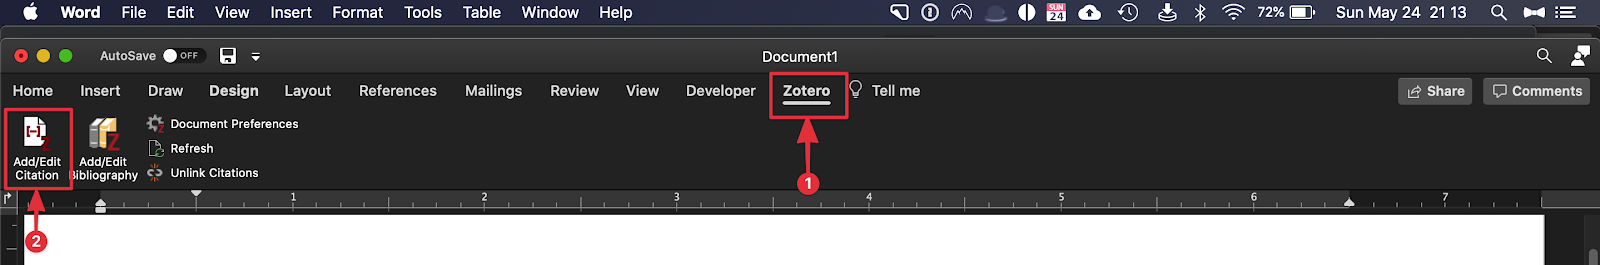 Word File Edit View Insert Format Tools Table Window Help SUN 24 72% Sun May 24 21 13
AutoSave OFF Document1
Home Insert Draw Design Layout References Mailings Review View Developer Zotero Tell me Share Comments
[-] Z Z Document Preferences
Refresh
Add/Edit Add/Edit
Citation Bibliography Unlink Citations
1
1 2 3 4 5 6 7
2